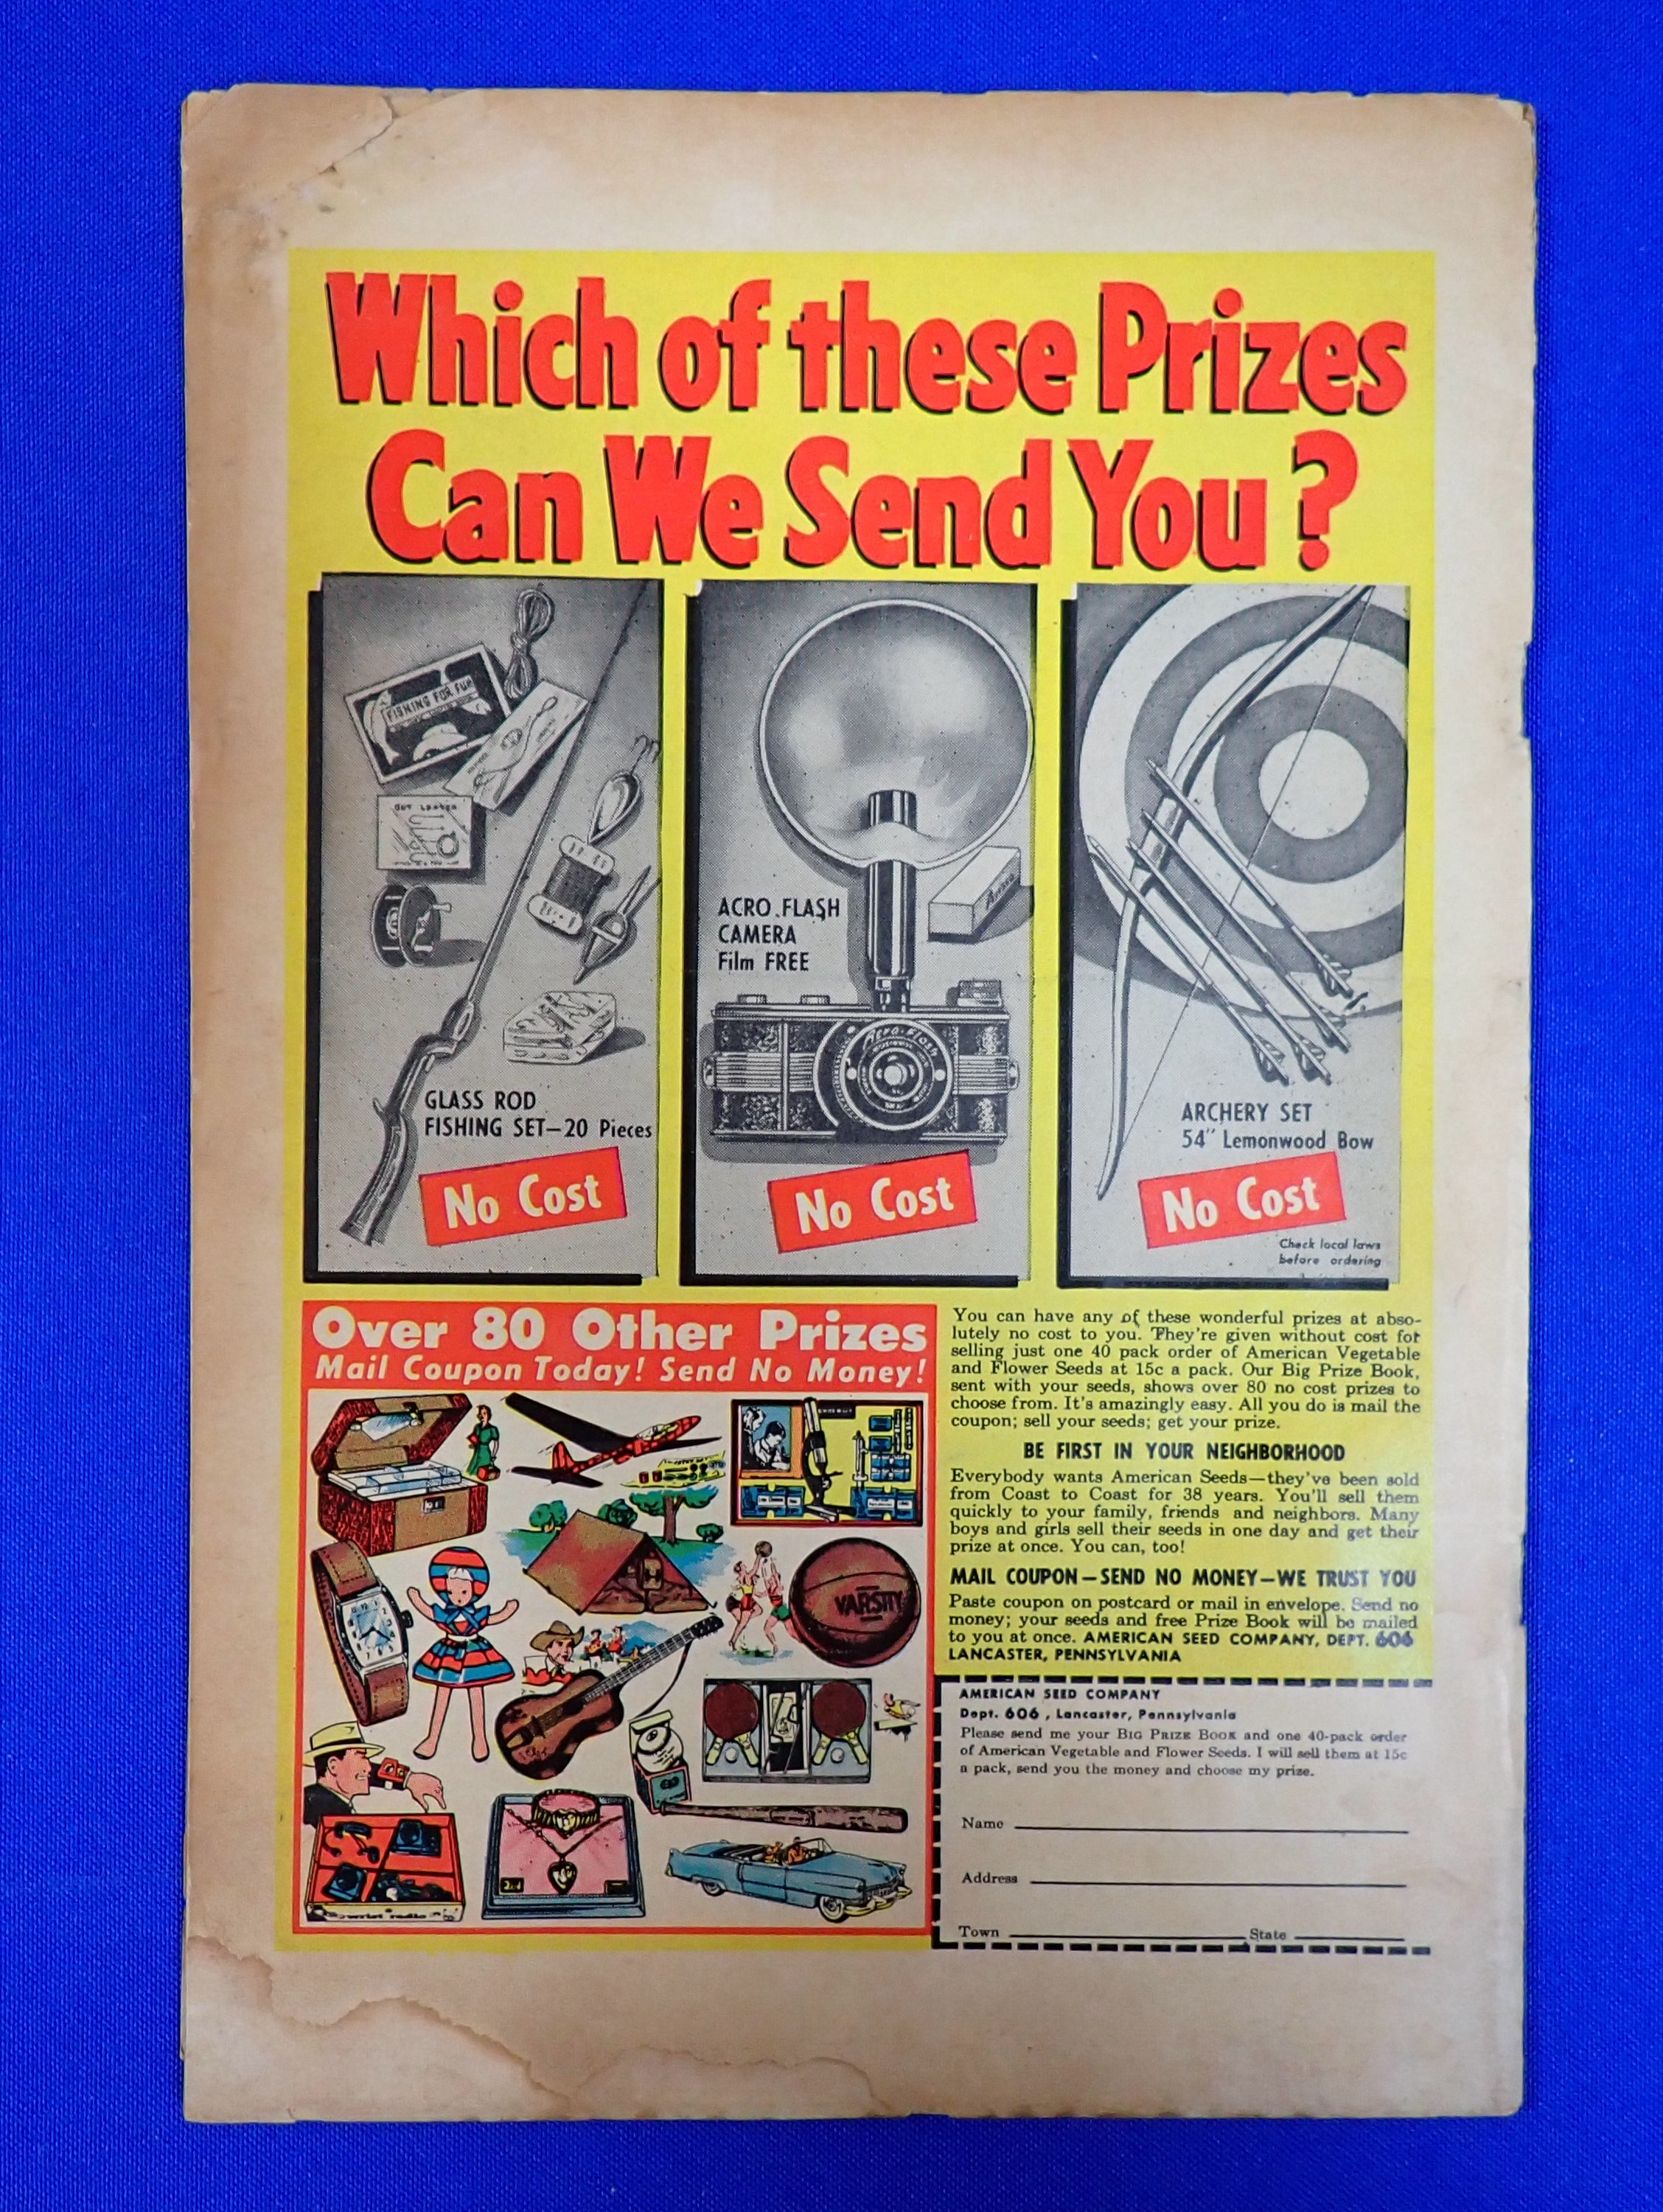 Which of these Prizes
Can We Send You?
FISHING FOR FUN
GUT LEADER
GLASS ROD
FISHING SET—20 Pieces
No Cost
ACRO FLASH
CAMERA
Film FREE
Acro-Flash
No Cost
ARCHERY SET
54" Lemonwood Bow
No Cost
Check local laws
before ordering
Over 80 Other Prizes
Mail Coupon Today! Send No Money!
VARSITY
wrist radio
You can have any of these wonderful prizes at abso-
lutely no cost to you. They're given without cost for
selling just one 40 pack order of American Vegetable
and Flower Seeds at 15c a pack. Our Big Prize Book,
sent with your seeds, shows over 80 no cost prizes to
choose from. It's amazingly easy. All you do is mail the
coupon; sell your seeds; get your prize.
BE FIRST IN YOUR NEIGHBORHOOD
Everybody wants American Seeds—they've been sold
from Coast to Coast for 38 years. You'll sell them
quickly to your family, friends and neighbors. Many
boys and girls sell their seeds in one day and get their
prize at once. You can, too!
MAIL COUPON—SEND NO MONEY—WE TRUST YOU
Paste coupon on postcard or mail in envelope. Send no
money; your seeds and free Prize Book will be mailed
to you at once. AMERICAN SEED COMPANY, DEPT. 606
LANCASTER, PENNSYLVANIA
AMERICAN SEED COMPANY
Dept. 606, Lancaster, Pennsylvania
Please send me your BIG PRIZE BOOK and one 40-pack order
of American Vegetable and Flower Seeds. I will sell them at 15c
a pack, send you the money and choose my prize.
Name
Address
Town State